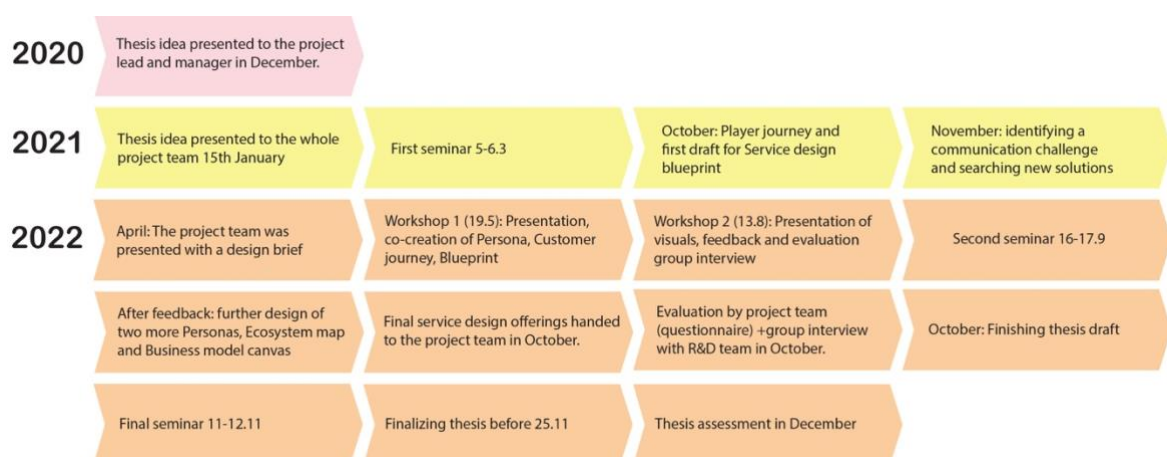 2020
Thesis idea presented to the project
lead and manager in December.
2021
Thesis idea presented to the whole
project team 15th January
First seminar 5-6.3
October: Player journey and
first draft for Service design
blueprint
November: identifying a
communication challenge
and searching new solutions
2022
April: The project team was
presented with a design brief
Workshop 1 (19.5): Presentation,
co-creation of Persona, Customer
journey, Blueprint
Workshop 2 (13.8): Presentation of
visuals, feedback and evaluation
group interview
Second seminar 16-17.9
After feedback: further design of
two more Personas, Ecosystem map
and Business model canvas
Final service design offerings handed
to the project team in October.
Evaluation by project team
(questionnaire) +group interview
with R&D team in October.
October: Finishing thesis draft
Final seminar 11-12.11
Finalizing thesis before 25.11
Thesis assessment in December